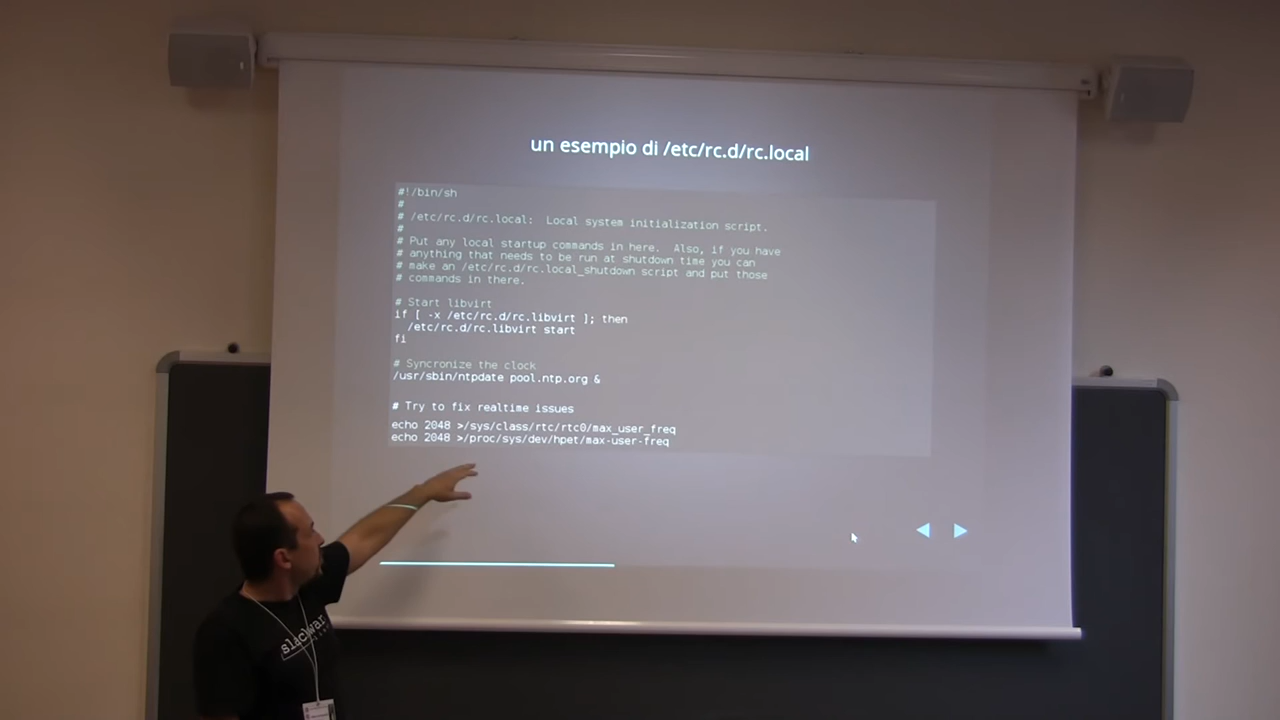 un esempio di /etc/rc.d/rc.local
#!/bin/sh
#
# /etc/rc.d/rc.local:  Local system initialization script.
#
# Put any local startup commands in here.  Also, if you have
# anything that needs to be run at shutdown time you can
# make an /etc/rc.d/rc.local_shutdown script and put those
# commands in there.
# Start libvirt
if [ -x /etc/rc.d/rc.libvirt ]; then
  /etc/rc.d/rc.libvirt start
fi
# Syncronize the clock
/usr/sbin/ntpdate pool.ntp.org &
# Try to fix realtime issues
echo 2048 >/sys/class/rtc/rtc0/max_user_freq
echo 2048 >/proc/sys/dev/hpet/max-user-freq
slackwar